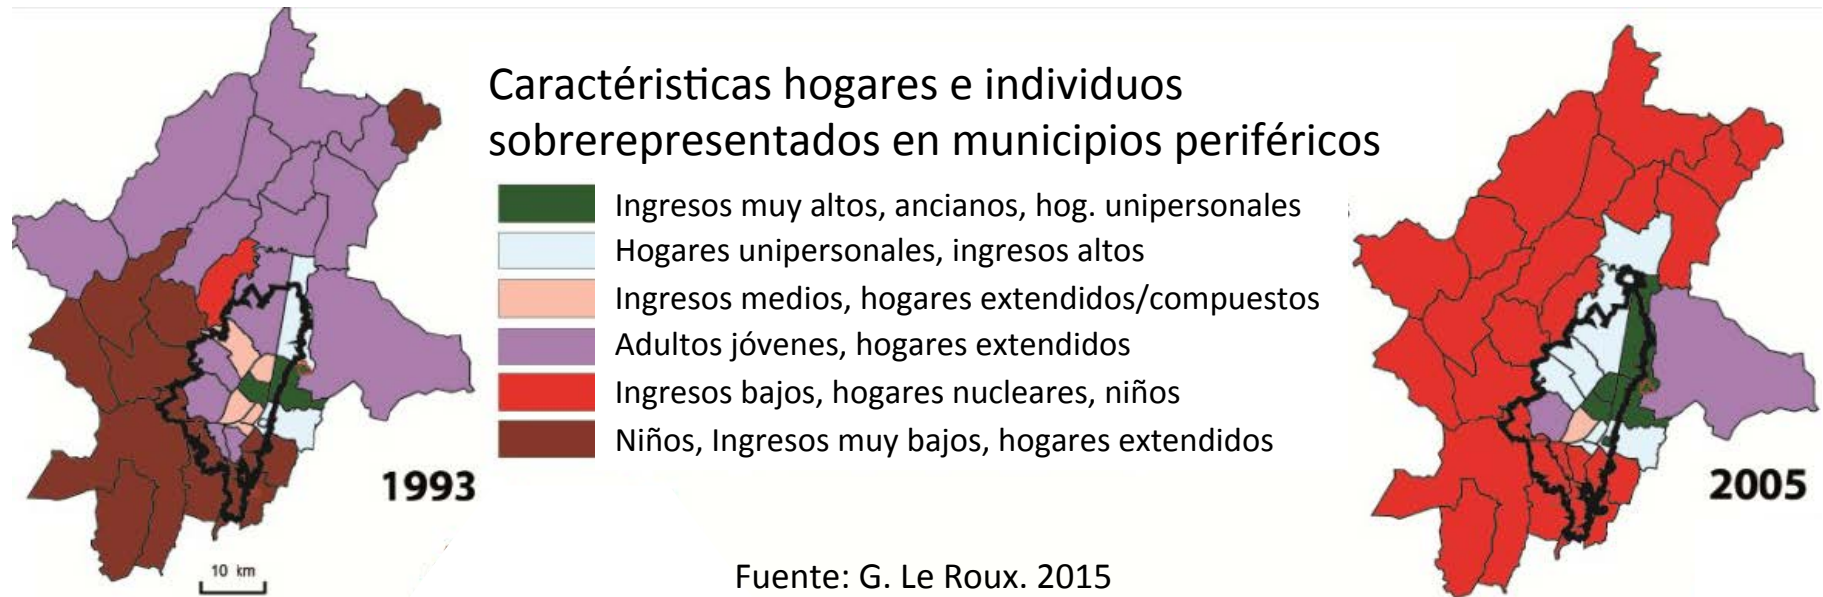 Caractéristicas hogares e individuos
sobrerepresentados en municipios periféricos
Ingresos muy altos, ancianos, hog. unipersonales
Hogares unipersonales, ingresos altos
Ingresos medios, hogares extendidos/compuestos
Adultos jóvenes, hogares extendidos
Ingresos bajos, hogares nucleares, niños
Niños, Ingresos muy bajos, hogares extendidos
1993
2005
10 km
Fuente: G. Le Roux. 2015